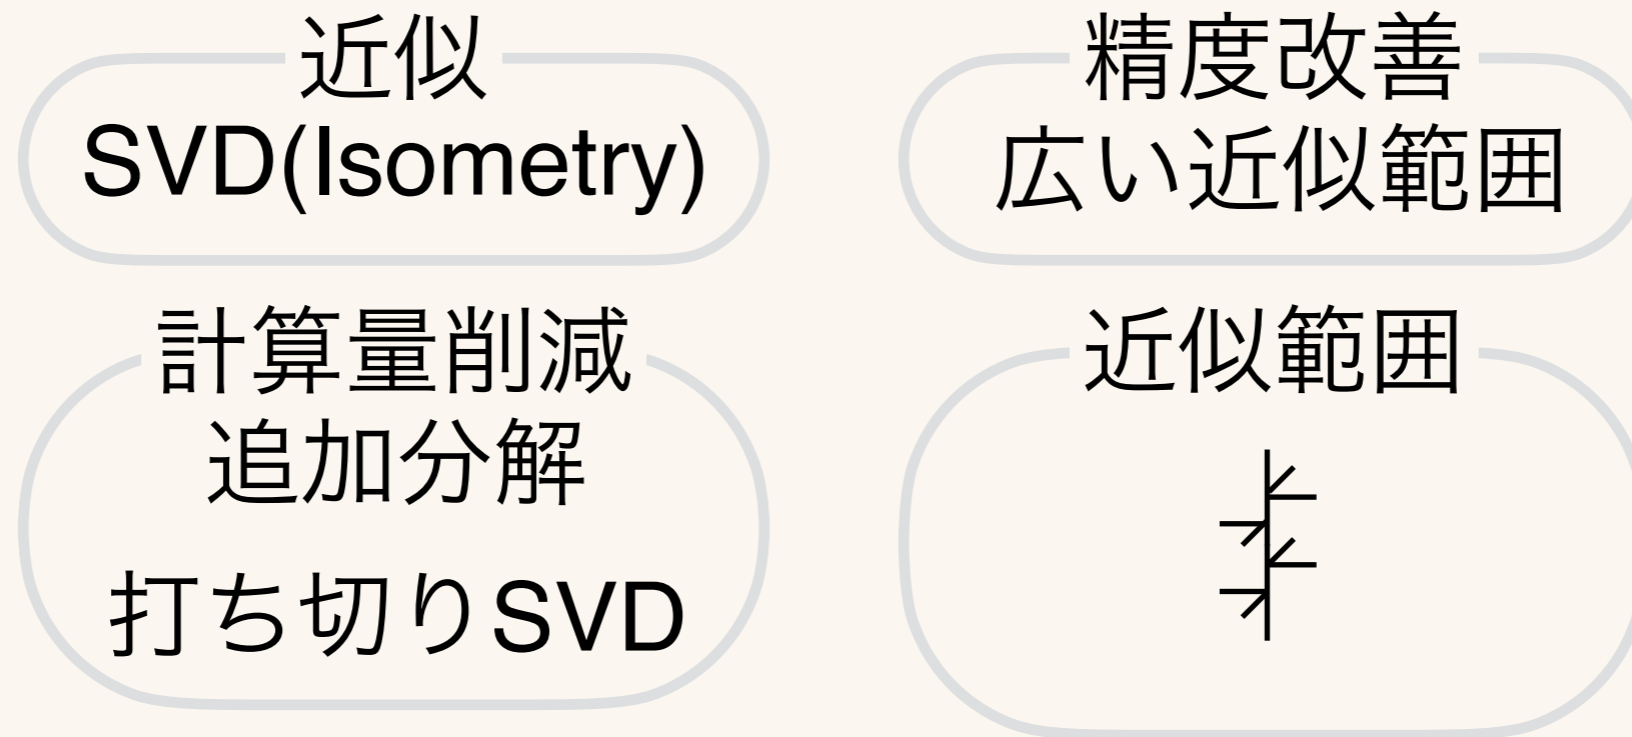 近似
SVD(Isometry)
精度改善
広い近似範囲
計算量削減
追加分解
打ち切りSVD
近似範囲